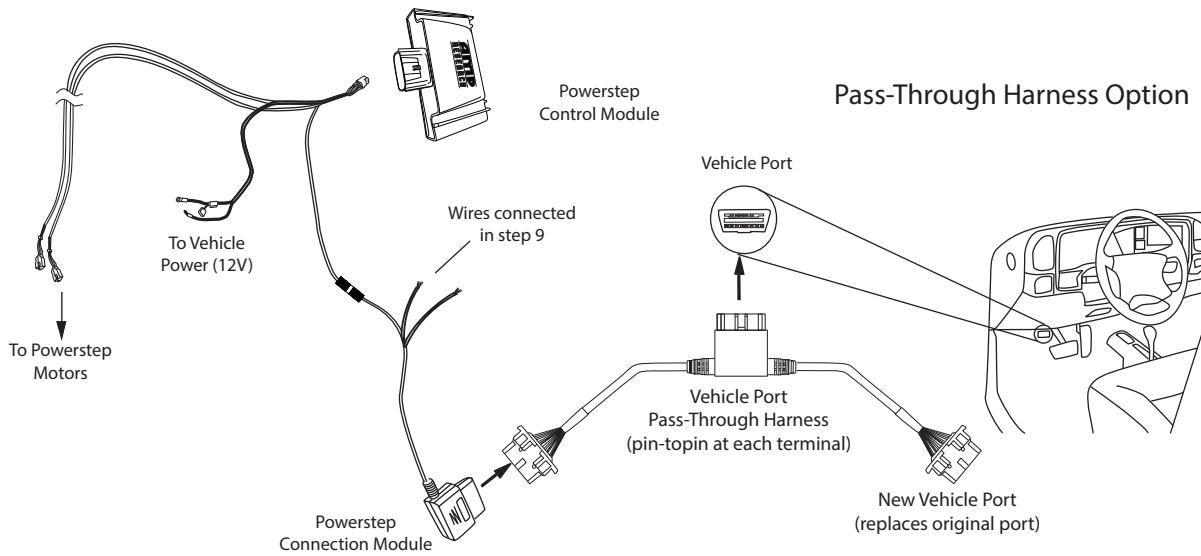 Powerstep
Control Module
Pass-Through Harness Option
Vehicle Port
Wires connected
in step 9
To Vehicle
Power (12V)
To Powerstep
Motors
Vehicle Port
Pass-Through Harness
(pin-topin at each terminal)
New Vehicle Port
(replaces original port)
Powerstep
Connection Module